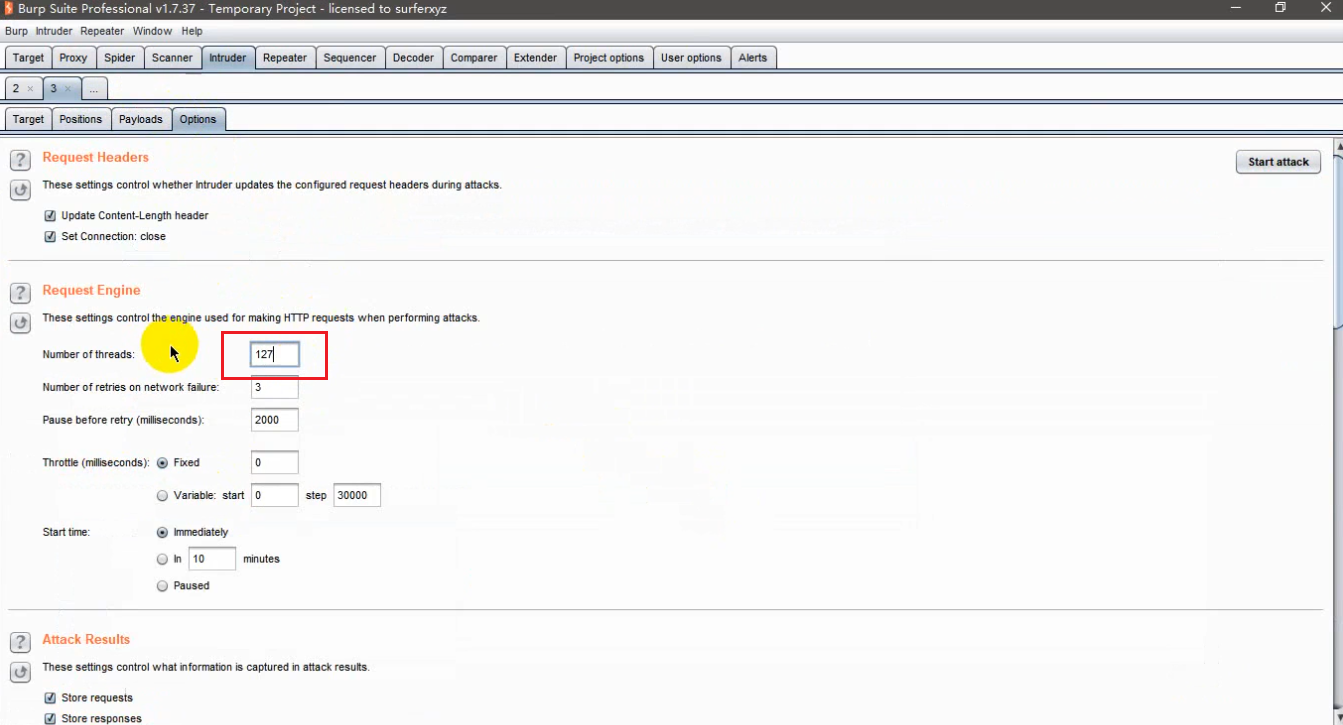 Burp Suite Professional v1.7.37 - Temporary Project - licensed to surferxyz
Burp Intruder Repeater Window Help
Target Proxy Spider Scanner Intruder Repeater Sequencer Decoder Comparer Extender Project options User options Alerts
2 × 3 × ...
Target Positions Payloads Options
? Request Headers
Start attack
These settings control whether Intruder updates the configured request headers during attacks.
Update Content-Length header
Set Connection: close
? Request Engine
These settings control the engine used for making HTTP requests when performing attacks.
Number of threads: 127
Number of retries on network failure: 3
Pause before retry (milliseconds): 2000
Throttle (milliseconds): Fixed 0
Variable: start 0 step 30000
Start time: Immediately
In 10 minutes
Paused
? Attack Results
These settings control what information is captured in attack results.
Store requests
Store responses